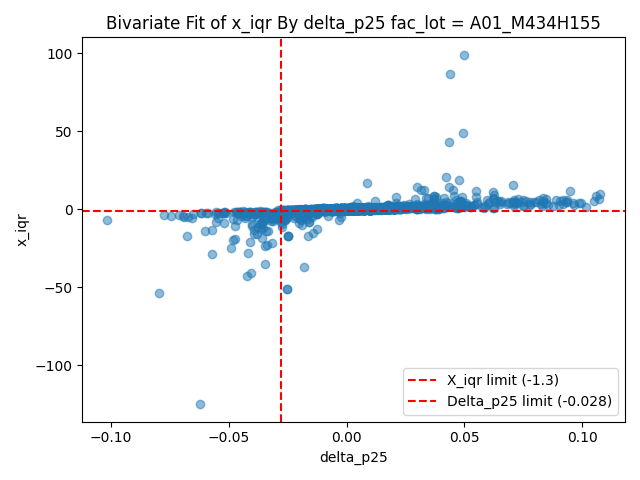 Bivariate Fit of x_iqr By delta_p25 fac_lot = A01_M434H155
100
50
0
−50
−100
x_iqr
−0.10
−0.05
0.00
0.05
0.10
delta_p25
X_iqr limit (-1.3)
Delta_p25 limit (-0.028)